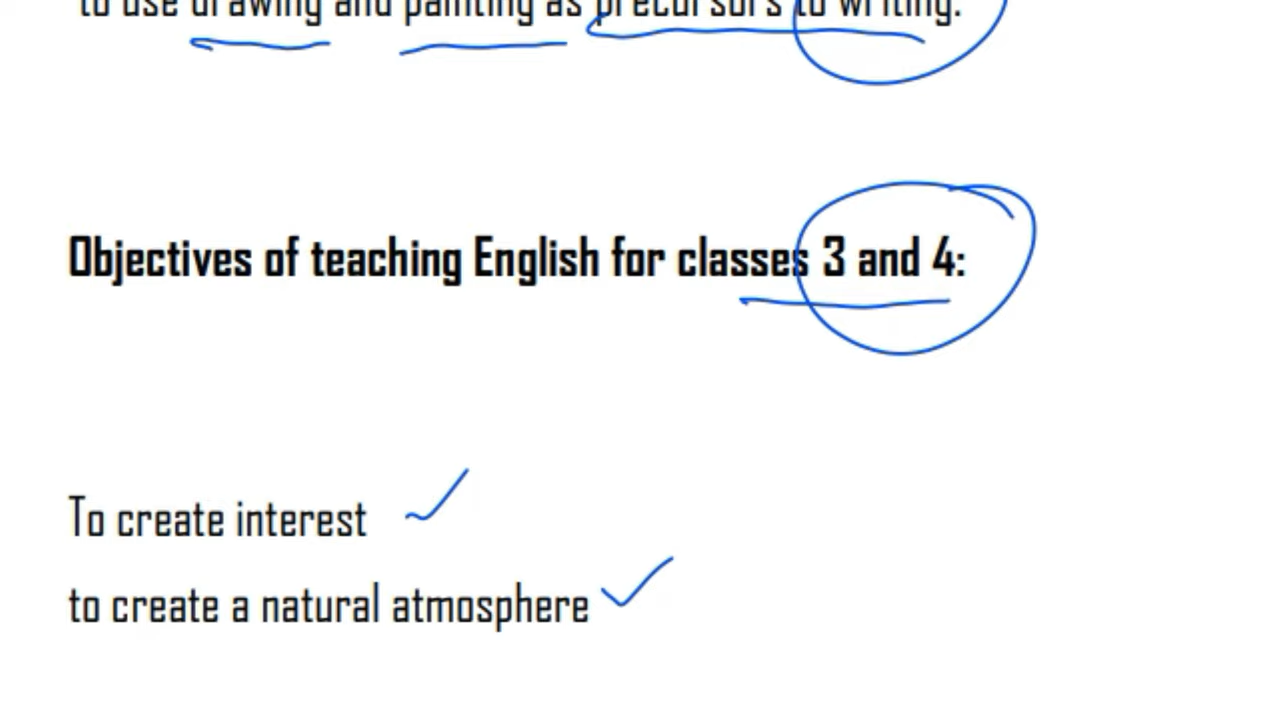 to use drawing and painting as precursors to writing.
Objectives of teaching English for classes 3 and 4:
To create interest
to create a natural atmosphere